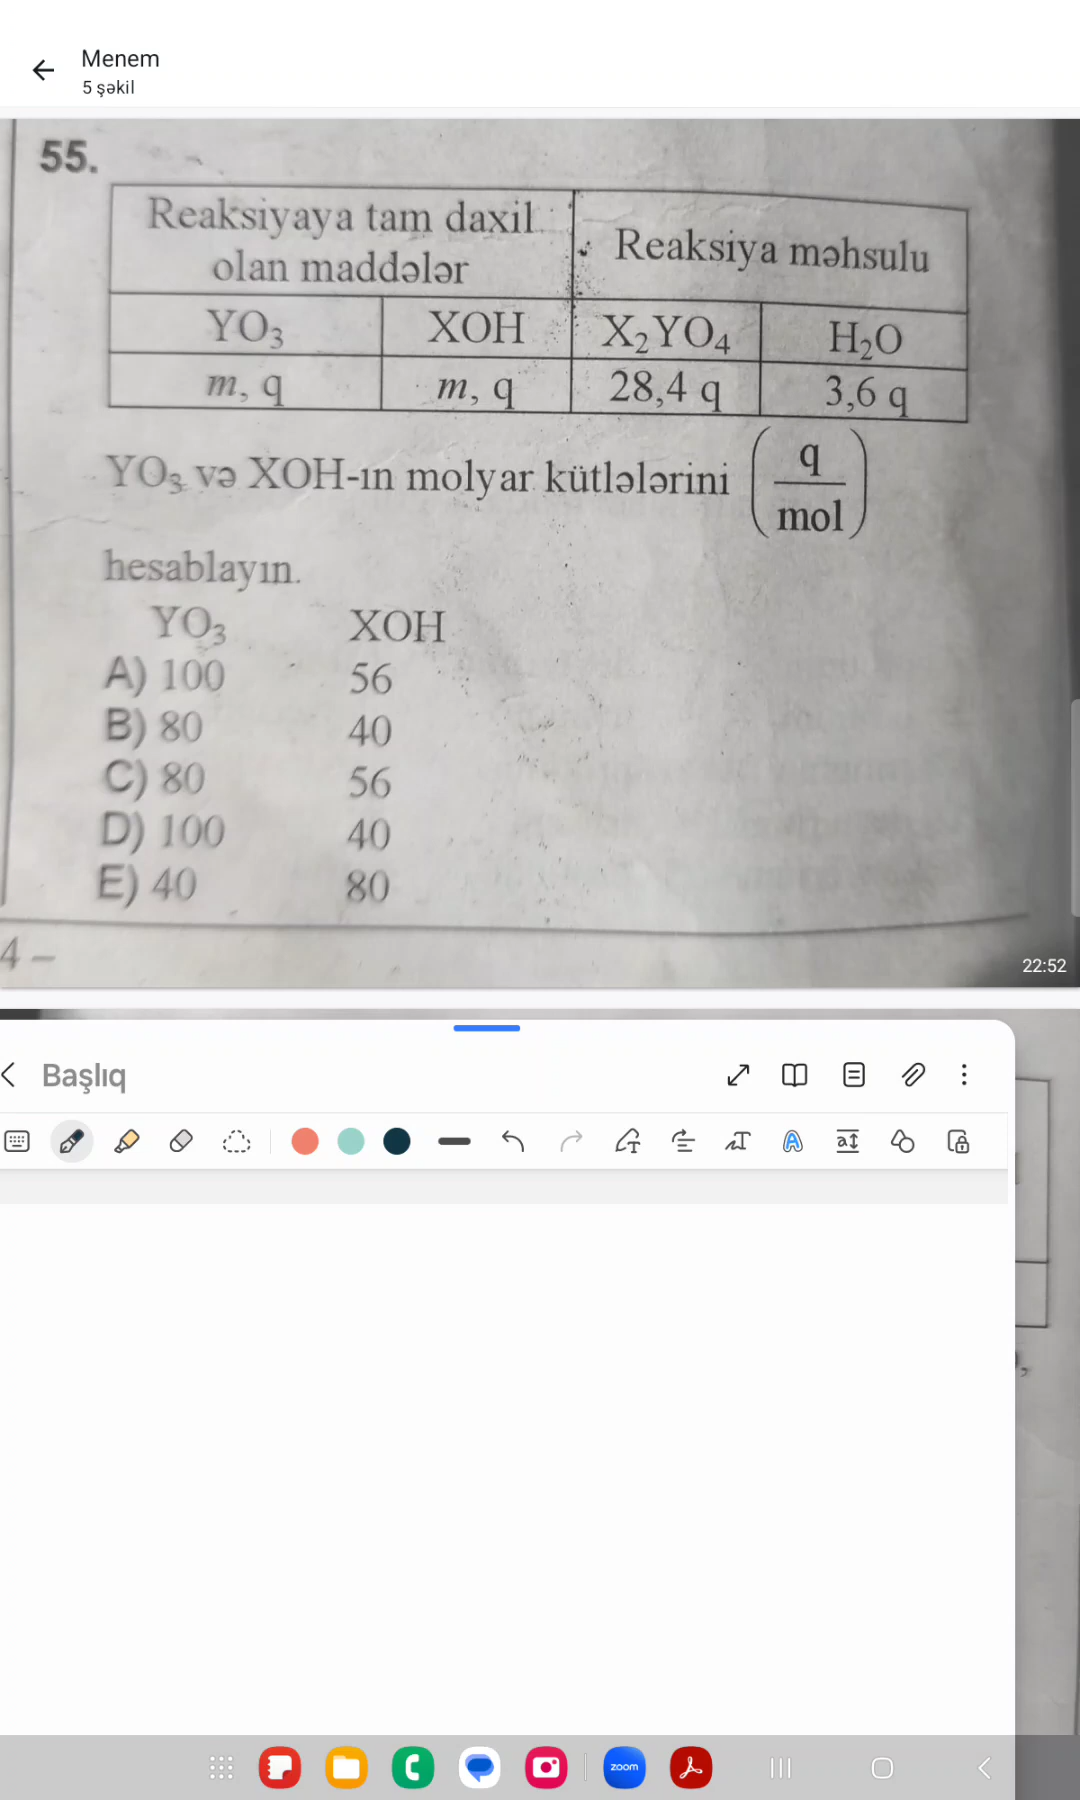 Menem
5 şəkil
55.
Reaksiyaya tam daxil olan maddələr | Reaksiya məhsulu
YO₃ | XOH | X₂YO₄ | H₂O
m, q | m, q | 28,4 q | 3,6 q
YO₃ və XOH-ın molyar kütlələrini (q/mol)
hesablayın.
YO₃ XOH
A) 100 56
B) 80 40
C) 80 56
D) 100 40
E) 40 80
4 –
22:52
Başlıq
zoom